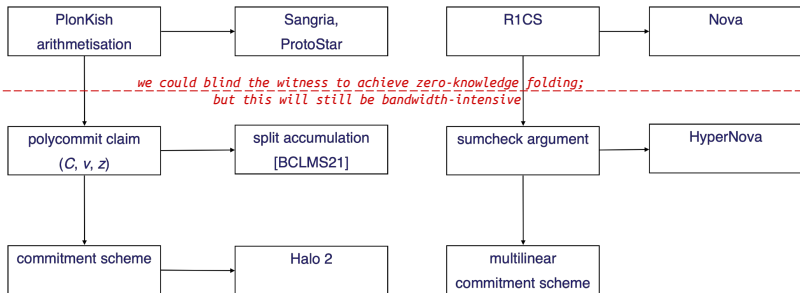 PlonKish
arithmetisation
Sangria,
ProtoStar
R1CS
Nova
we could blind the witness to achieve zero-knowledge folding;
but this will still be bandwidth-intensive
polycommit claim
(C, v, z)
split accumulation
[BCLMS21]
sumcheck argument
HyperNova
commitment scheme
Halo 2
multilinear
commitment scheme